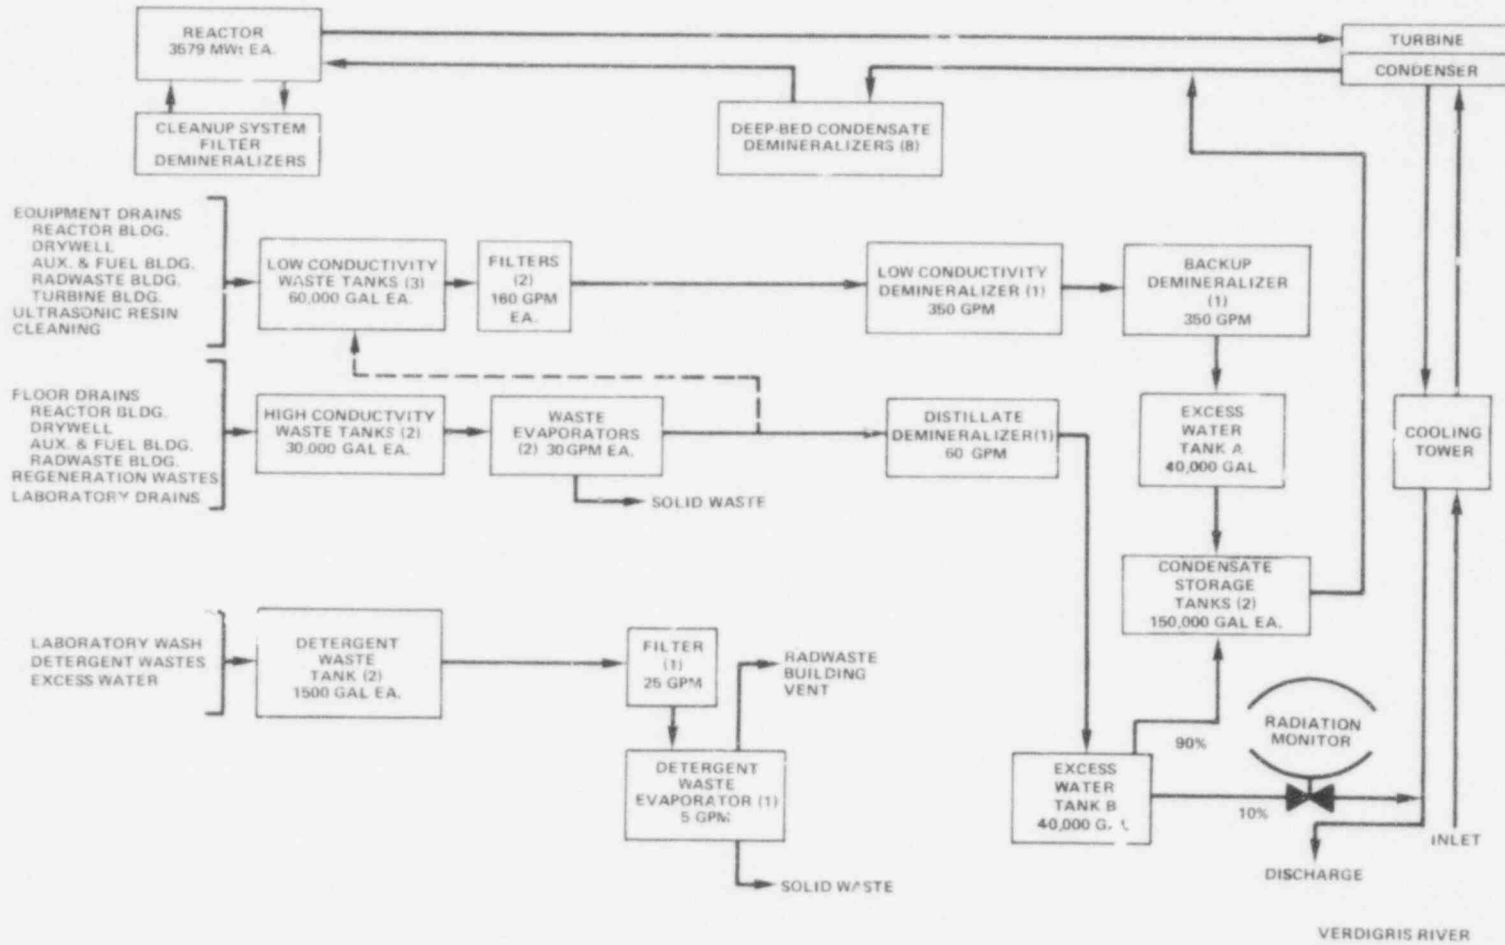 REACTOR
3579 MWt EA.
TURBINE
CONDENSER
CLEANUP SYSTEM
FILTER
DEMINERALIZERS
DEEP-BED CONDENSATE
DEMINERALIZERS (8)
EQUIPMENT DRAINS
REACTOR BLDG.
DRYWELL
AUX. & FUEL BLDG.
RADWASTE BLDG.
TURBINE BLDG.
ULTRASONIC RESIN
CLEANING
LOW CONDUCTIVITY
WASTE TANKS (3)
60,000 GAL EA.
FILTERS
(2)
160 GPM
EA.
LOW CONDUCTIVITY
DEMINERALIZER (1)
350 GPM
BACKUP
DEMINERALIZER
(1)
350 GPM
FLOOR DRAINS
REACTOR BLDG.
DRYWELL
AUX. & FUEL BLDG.
RADWASTE BLDG.
REGENERATION WASTES
LABORATORY DRAINS
HIGH CONDUCTVITY
WASTE TANKS (2)
30,000 GAL EA.
WASTE
EVAPORATORS
(2) 30 GPM EA.
SOLID WASTE
DISTILLATE
DEMINERALIZER (1)
60 GPM
EXCESS
WATER
TANK A
40,000 GAL
COOLING
TOWER
CONDENSATE
STORAGE
TANKS (2)
150,000 GAL EA.
LABORATORY WASH
DETERGENT WASTES
EXCESS WATER
DETERGENT
WASTE
TANK (2)
1500 GAL EA.
FILTER
(1)
25 GPM
RADWASTE
BUILDING
VENT
DETERGENT
WASTE
EVAPORATOR (1)
5 GPM
SOLID WASTE
EXCESS
WATER
TANK B
40,000
90%
10%
RADIATION
MONITOR
INLET
DISCHARGE
VERDIGRIS RIVER